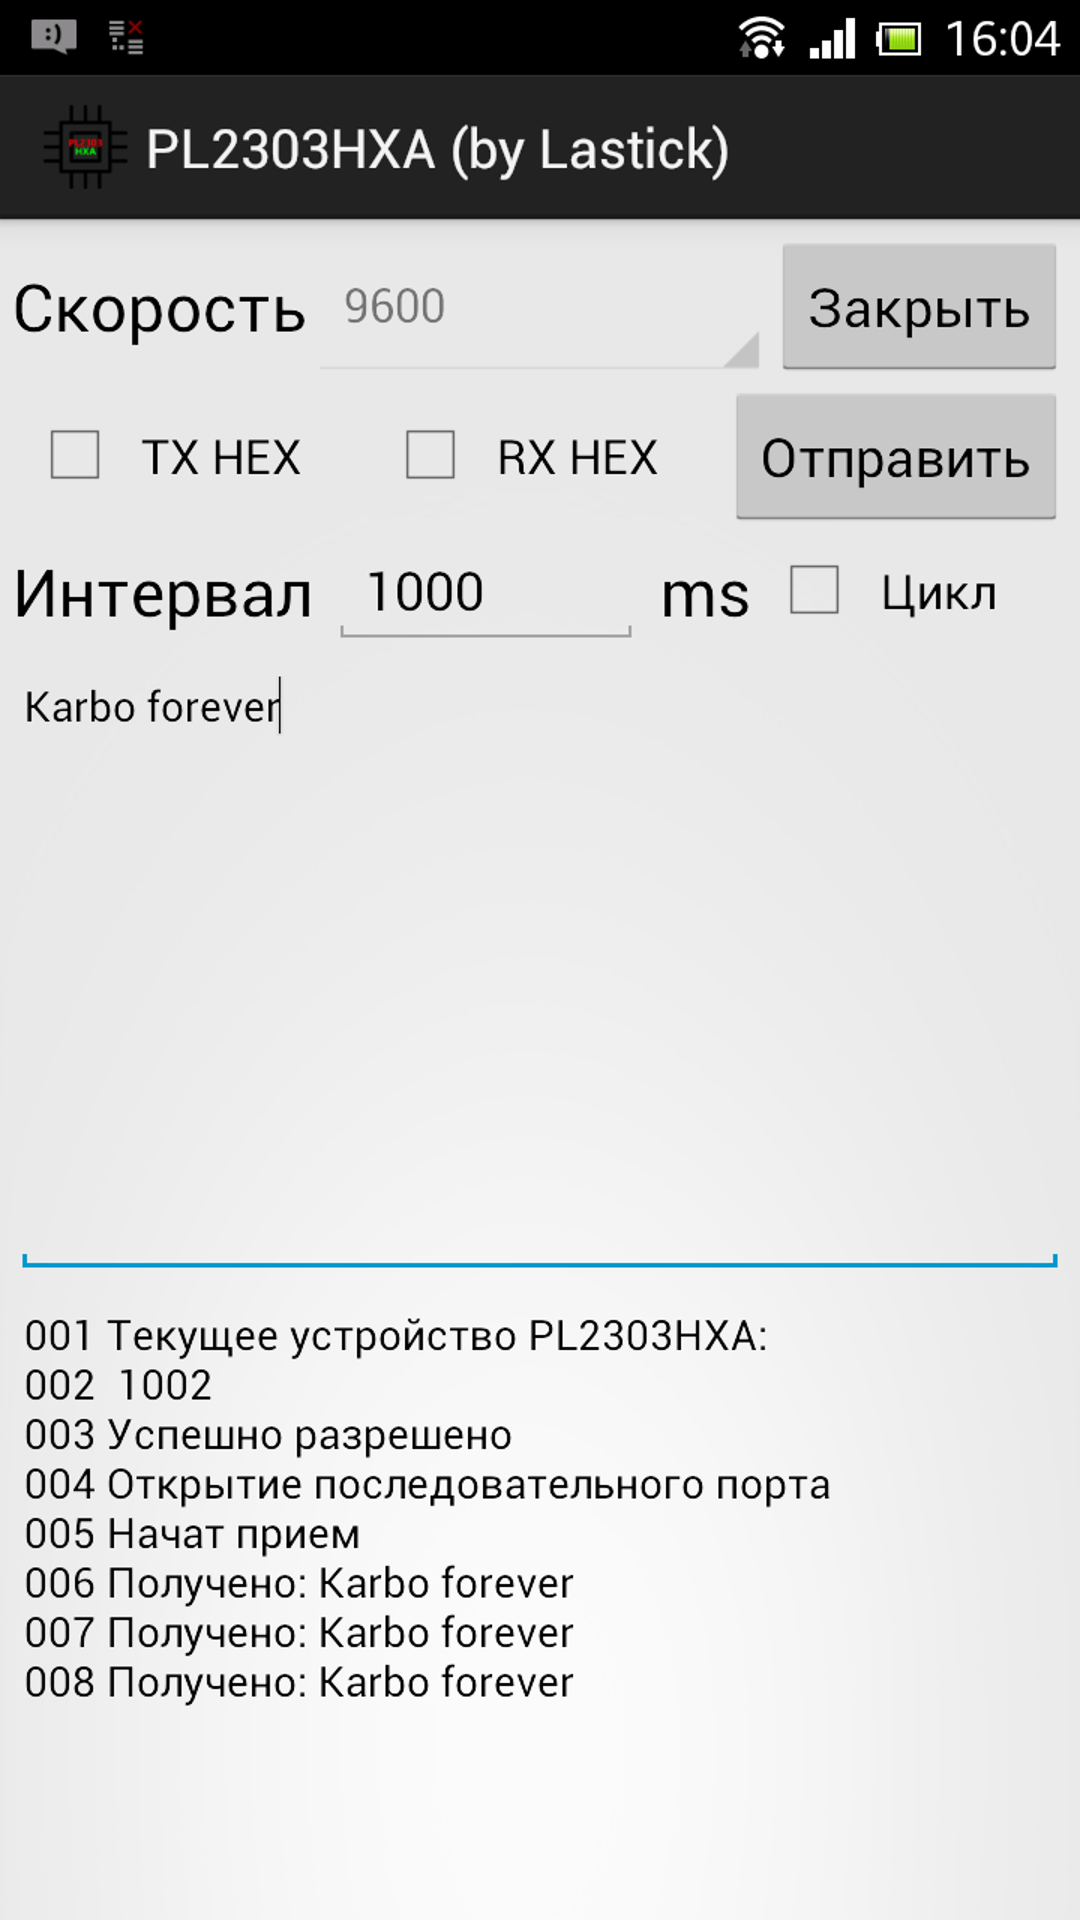 16:04
PL2303
HXA
PL2303HXA (by Lastick)
Скорость 9600 Закрыть
TX HEX RX HEX Отправить
Интервал 1000 ms Цикл
Karbo forever
001 Текущее устройство PL2303HXA:
002 1002
003 Успешно разрешено
004 Открытие последовательного порта
005 Начат прием
006 Получено: Karbo forever
007 Получено: Karbo forever
008 Получено: Karbo forever